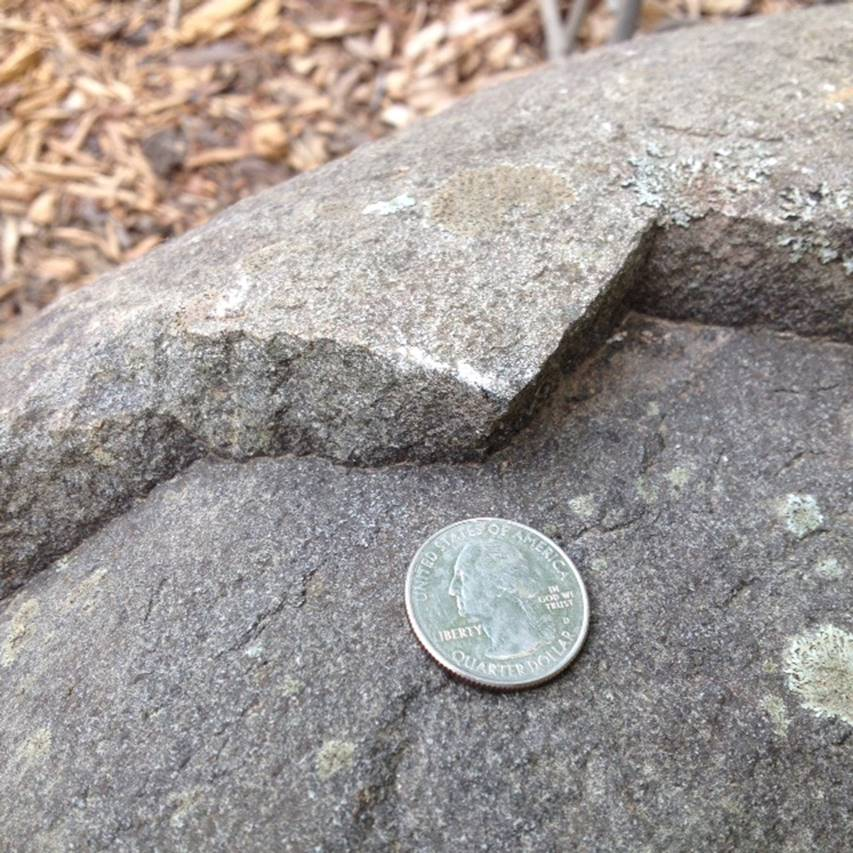 UNITED STATES OF AMERICA
LIBERTY
IN
GOD WE
TRUST
D
QUARTER DOLLAR